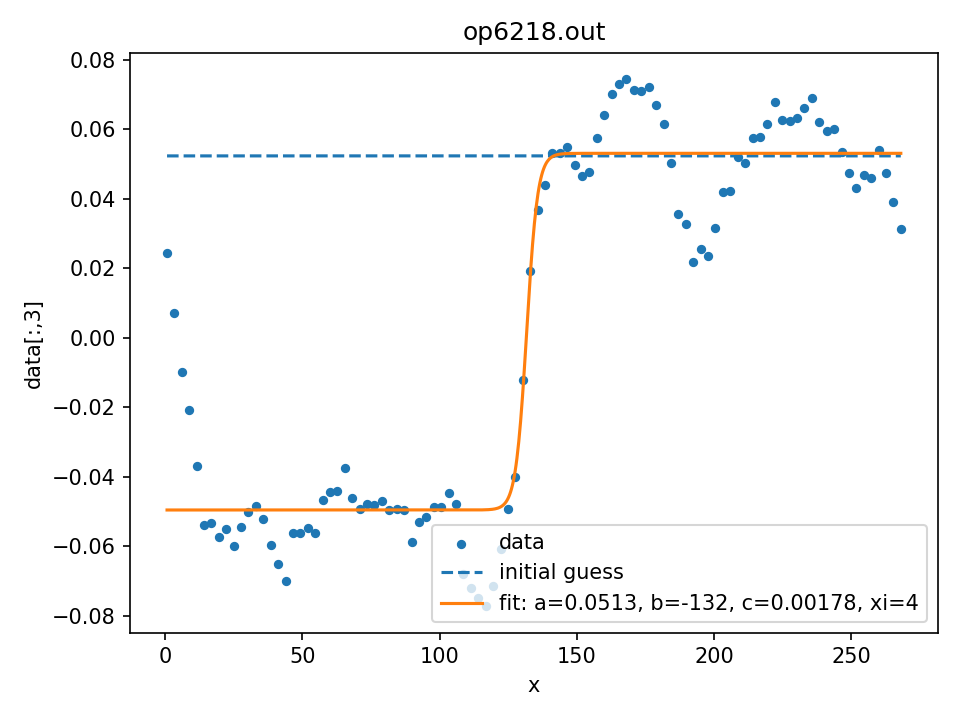 op6218.out
0.08
0.06
0.04
0.02
0.00
−0.02
−0.04
−0.06
−0.08
data[:,3]
data
initial guess
fit: a=0.0513, b=-132, c=0.00178, xi=4
0 50 100 150 200 250
x